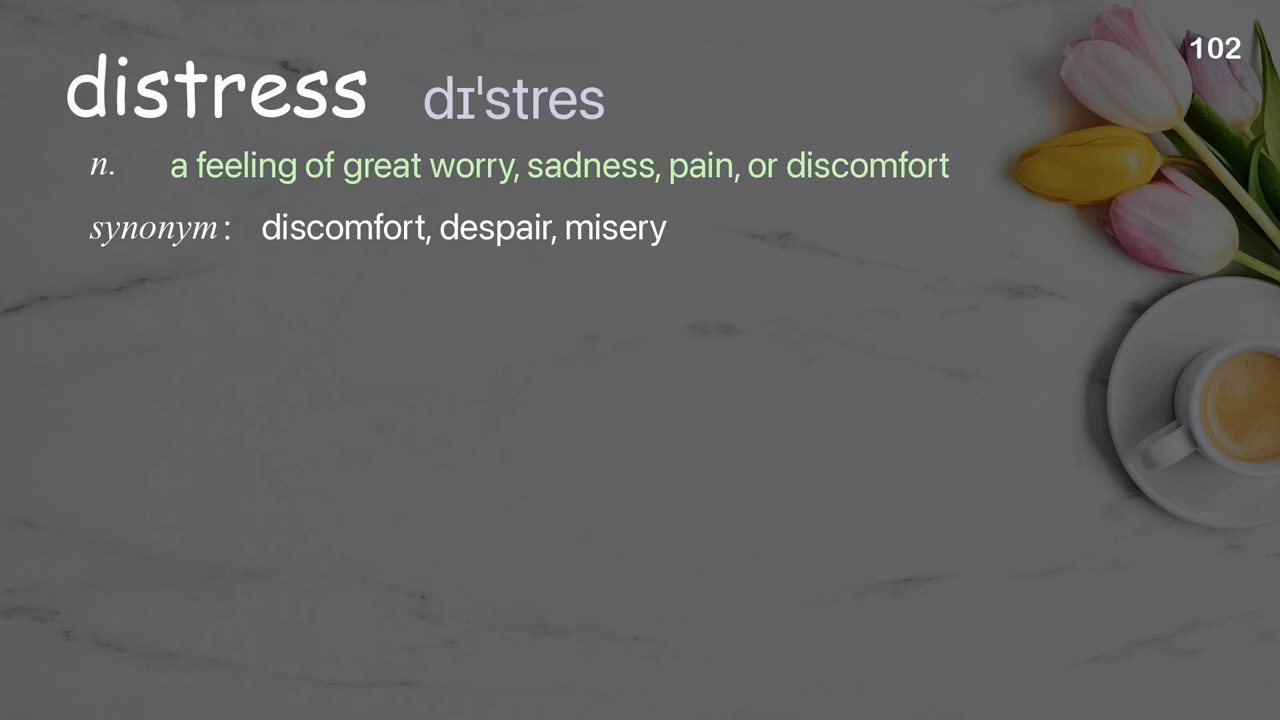 102
distress dɪˈstres
n. a feeling of great worry, sadness, pain, or discomfort
synonym: discomfort, despair, misery